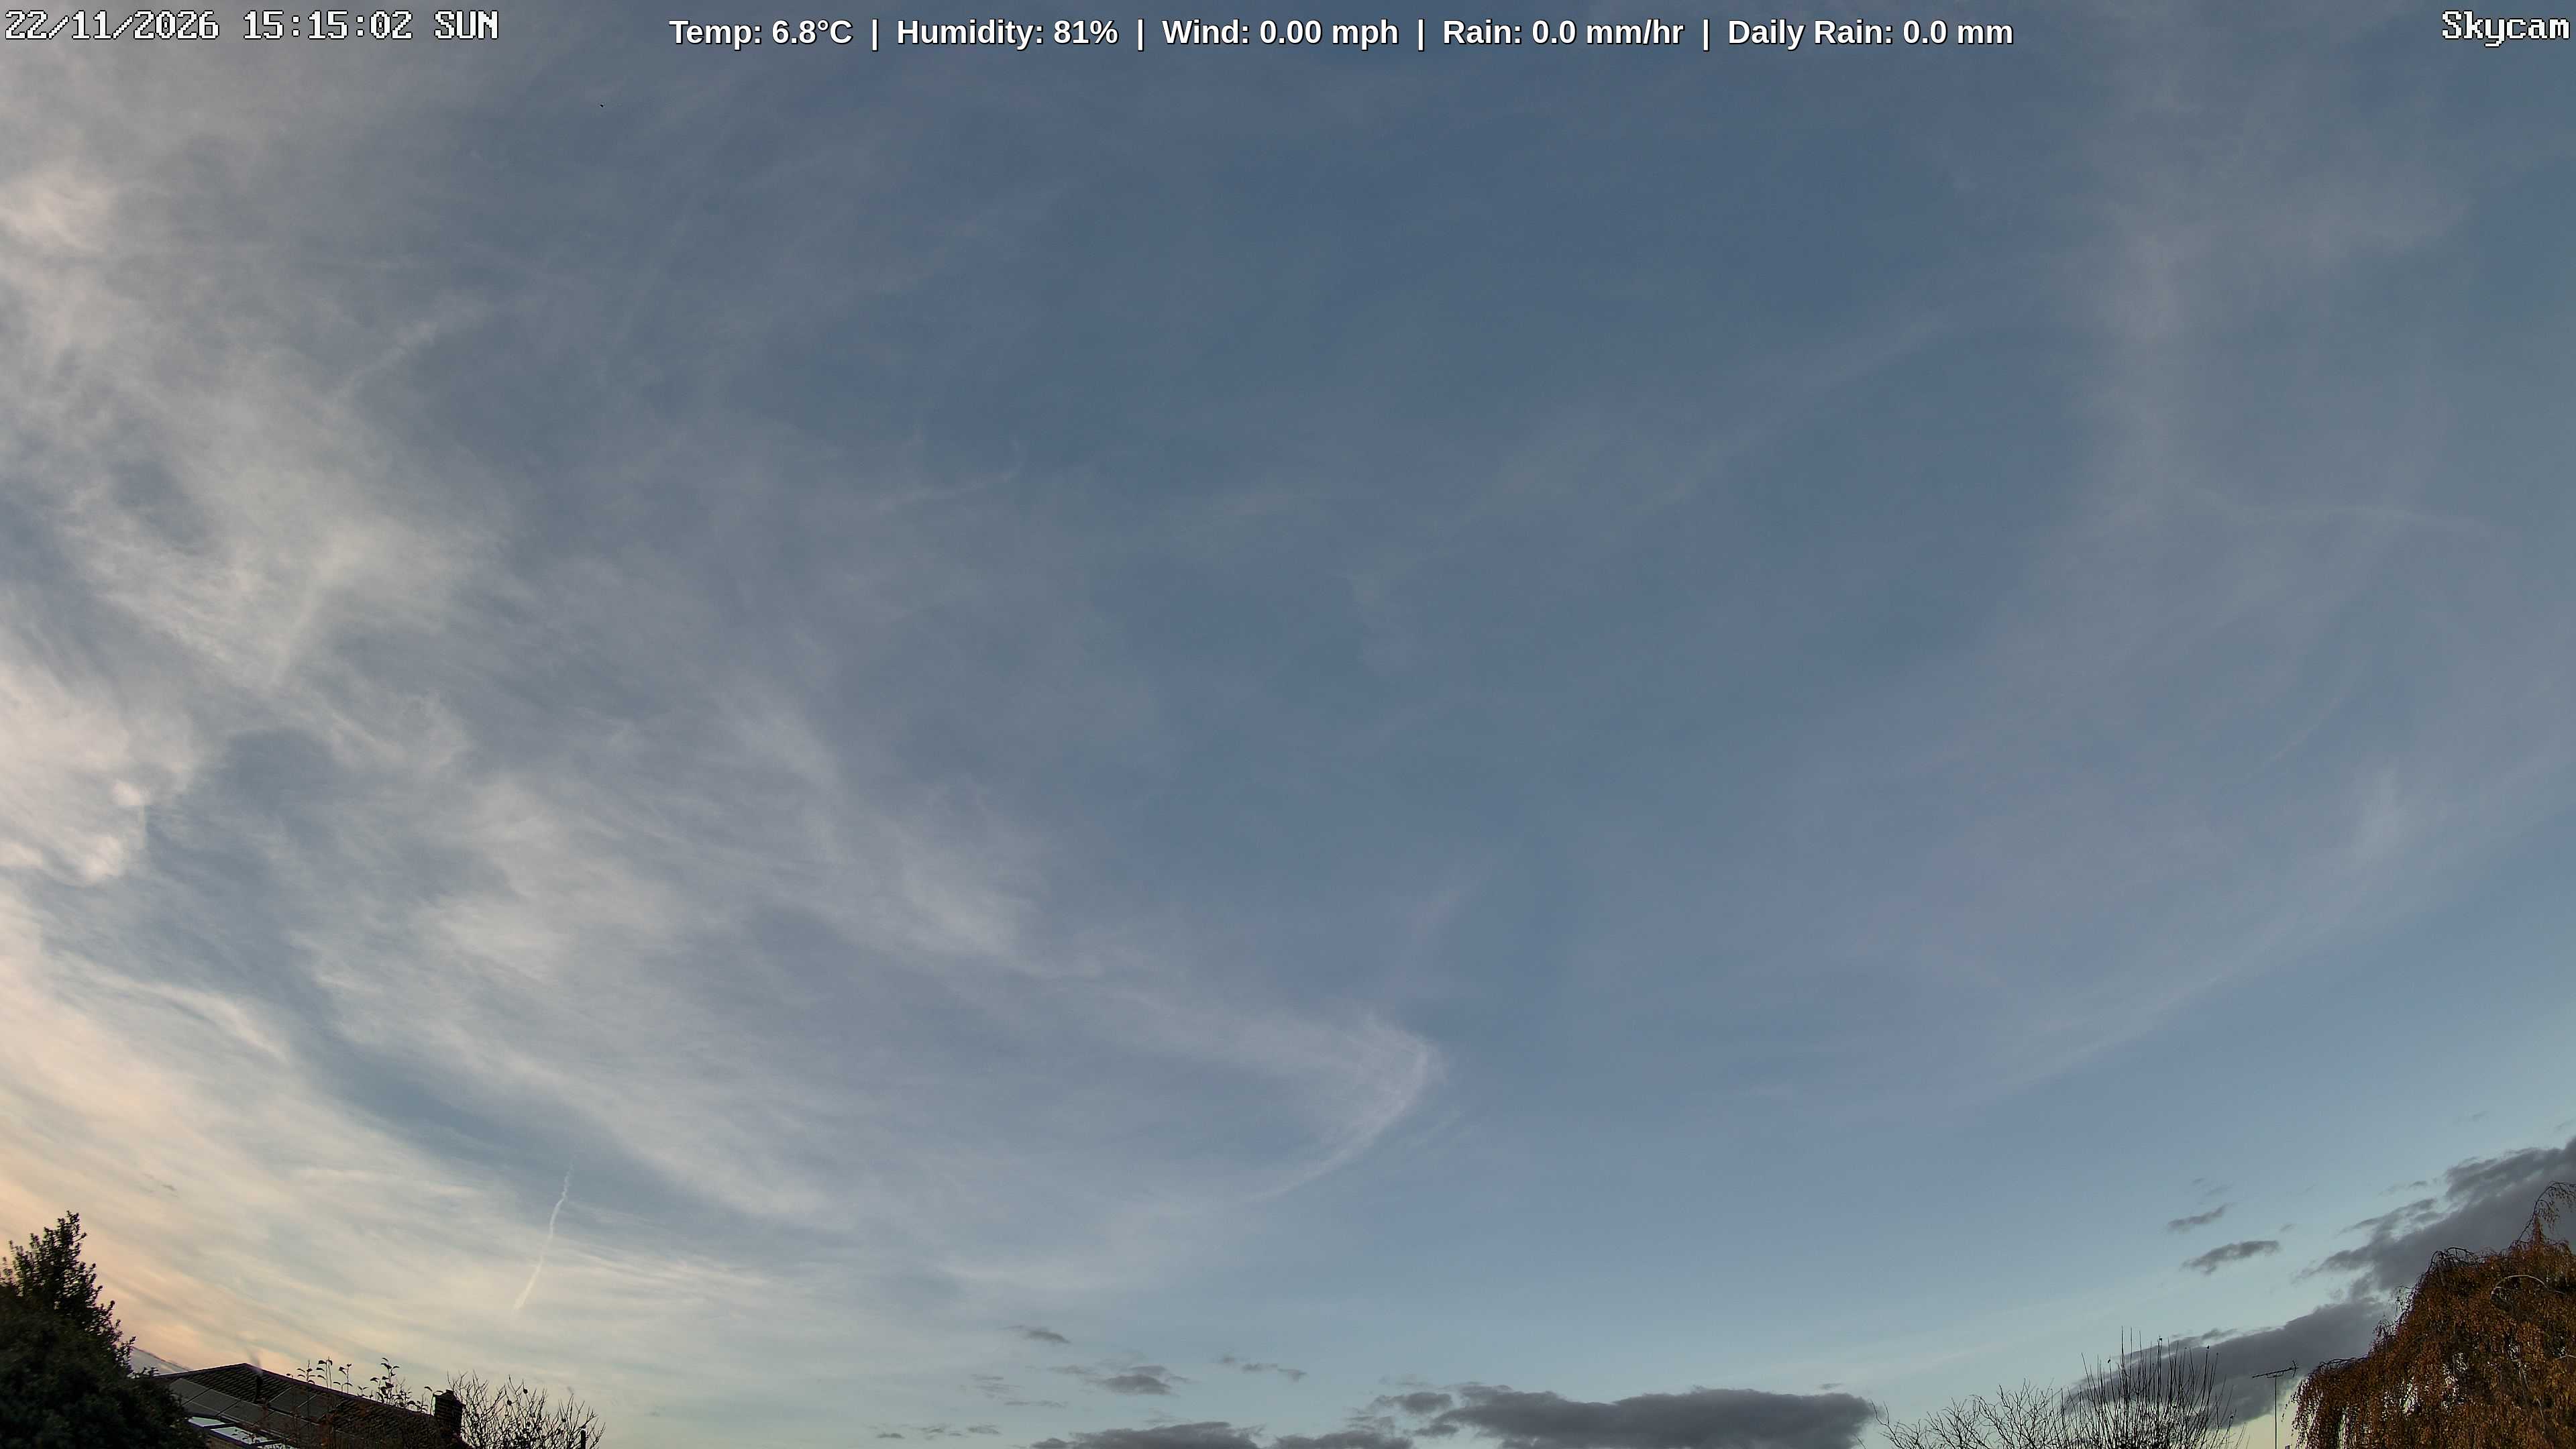 22/11/2026 15:15:02 SUN
Temp: 6.8°C | Humidity: 81% | Wind: 0.00 mph | Rain: 0.0 mm/hr | Daily Rain: 0.0 mm
Skycam